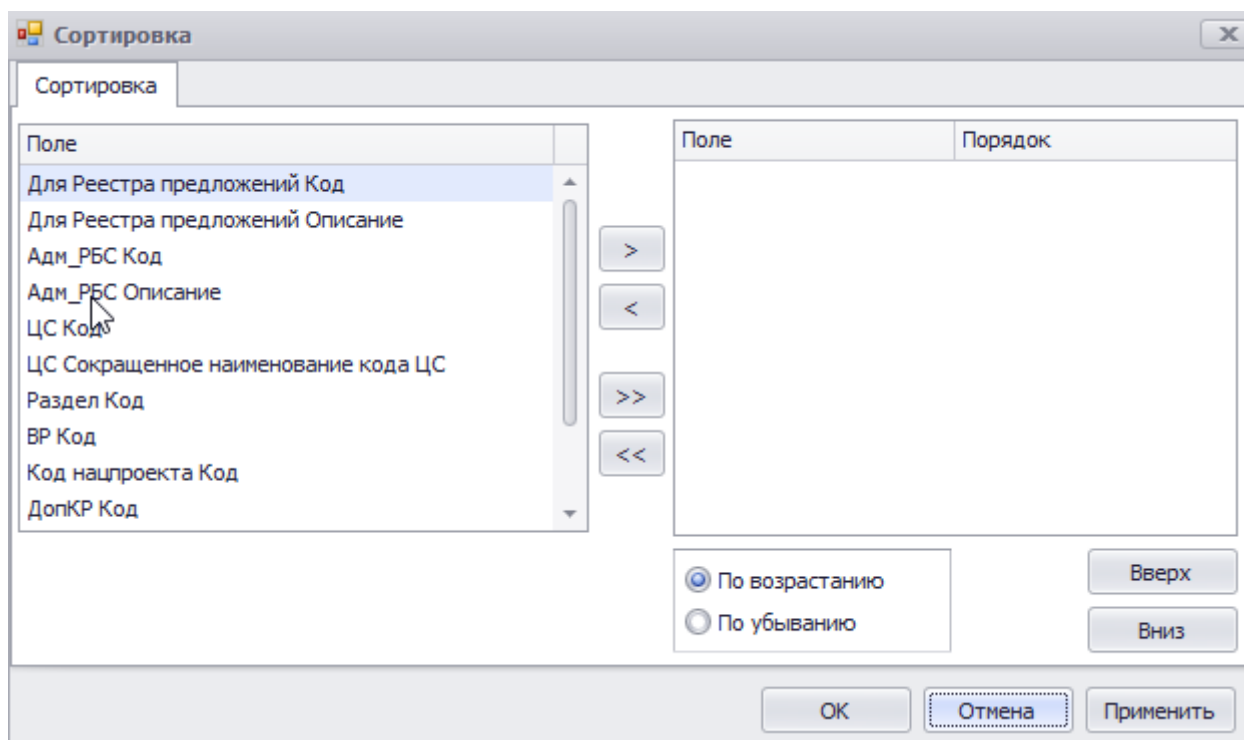 Сортировка
Сортировка
Поле
Для Реестра предложений Код
Для Реестра предложений Описание
Адм_РБС Код
Адм_РБС Описание
ЦС Код
ЦС Сокращенное наименование кода ЦС
Раздел Код
ВР Код
Код нацпроекта Код
ДопКР Код
>
<
>>
<<
Поле Порядок
По возрастанию
По убыванию
Вверх
Вниз
ОК Отмена Применить